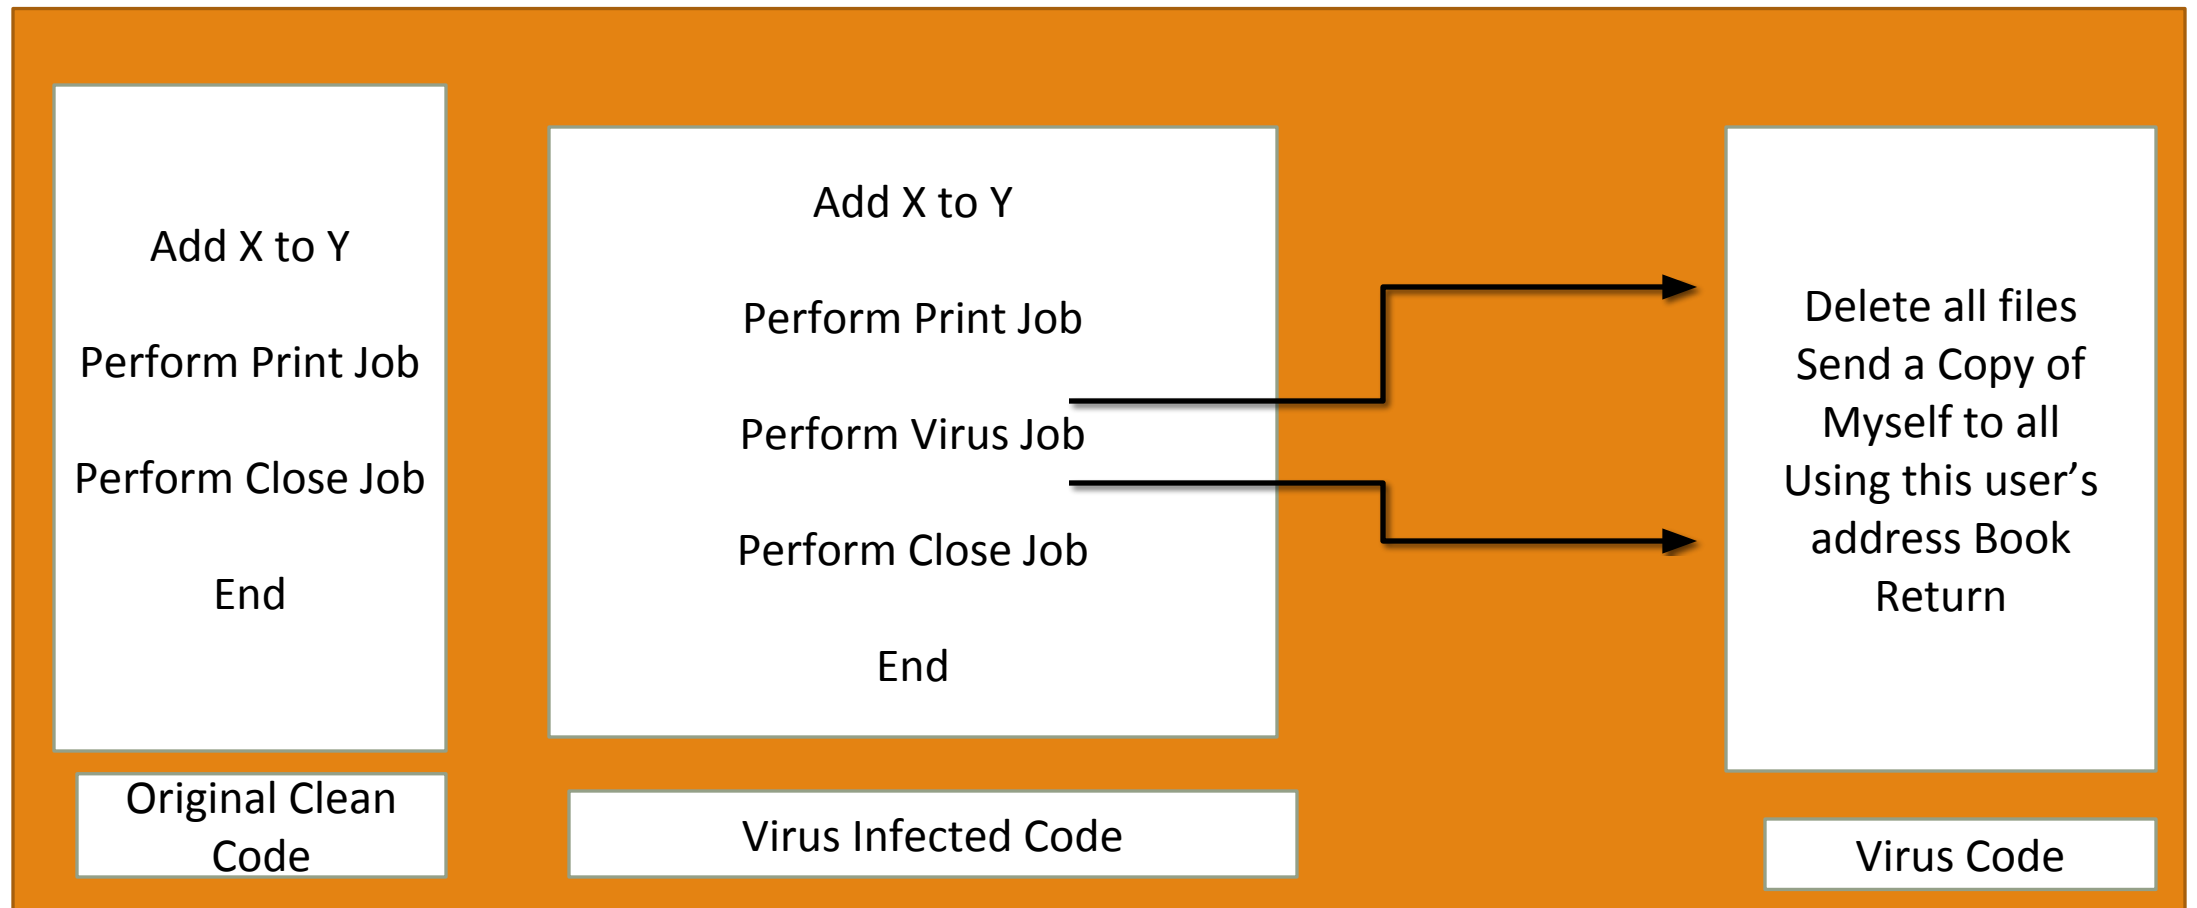 Add X to Y
Perform Print Job
Perform Close Job
End
Original Clean
Code
Add X to Y
Perform Print Job
Perform Virus Job
Perform Close Job
End
Virus Infected Code
Delete all files
Send a Copy of
Myself to all
Using this user’s
address Book
Return
Virus Code